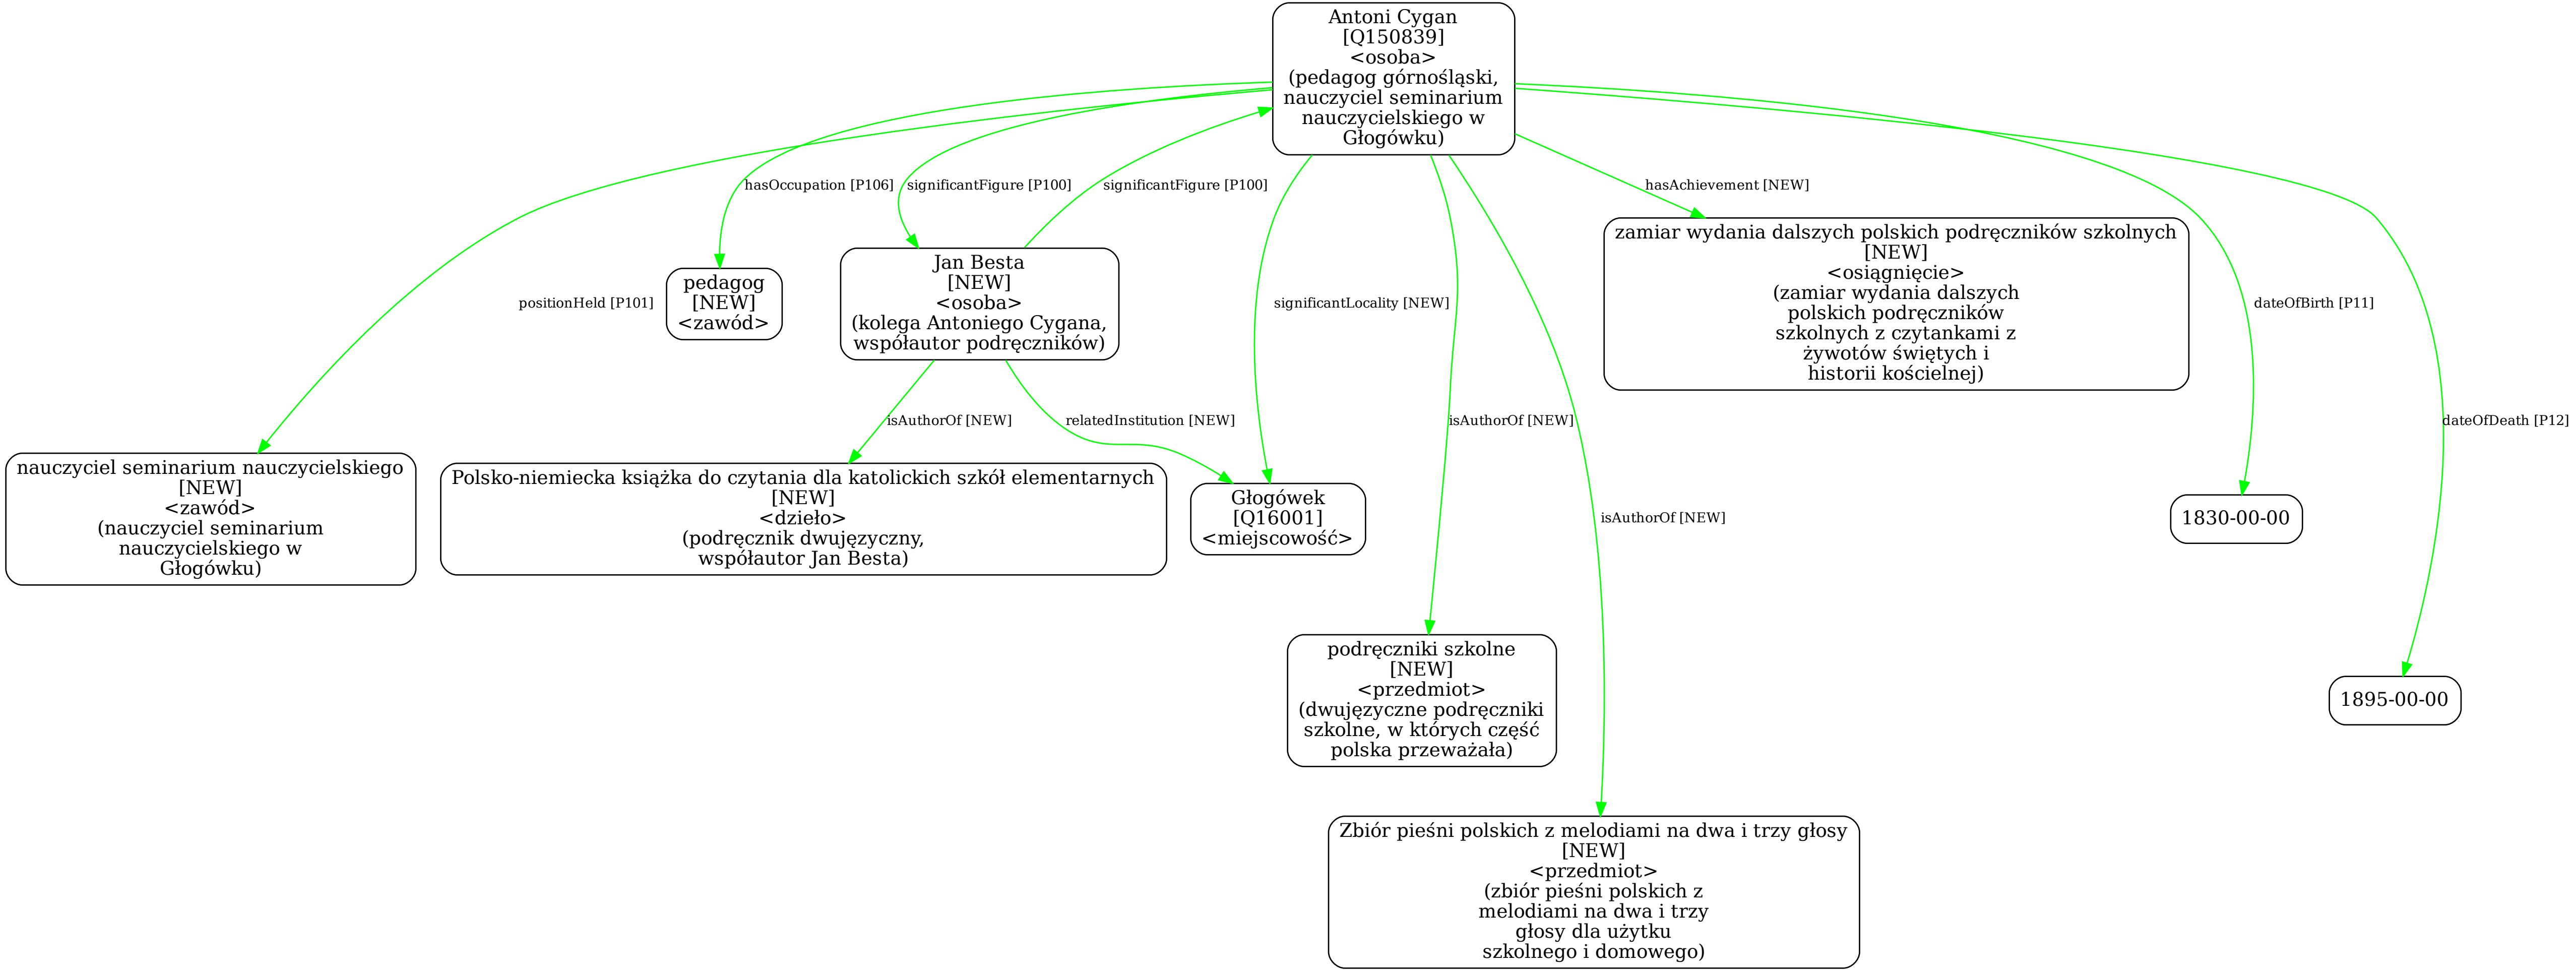 Antoni Cygan
[Q150839]
<osoba>
(pedagog górnośląski,
nauczyciel seminarium
nauczycielskiego w
Głogówku)
hasOccupation [P106]
significantFigure [P100]
significantFigure [P100]
hasAchievement [NEW]
zamiar wydania dalszych polskich podręczników szkolnych
[NEW]
<osiągnięcie>
(zamiar wydania dalszych
polskich podręczników
szkolnych z czytankami z
żywotów świętych i
historii kościelnej)
positionHeld [P101]
pedagog
[NEW]
<zawód>
Jan Besta
[NEW]
<osoba>
(kolega Antoniego Cygana,
współautor podręczników)
significantLocality [NEW]
dateOfBirth [P11]
isAuthorOf [NEW]
relatedInstitution [NEW]
isAuthorOf [NEW]
dateOfDeath [P12]
nauczyciel seminarium nauczycielskiego
[NEW]
<zawód>
(nauczyciel seminarium
nauczycielskiego w
Głogówku)
Polsko-niemiecka książka do czytania dla katolickich szkół elementarnych
[NEW]
<dzieło>
(podręcznik dwujęzyczny,
współautor Jan Besta)
Głogówek
[Q16001]
<miejscowość>
isAuthorOf [NEW]
1830-00-00
podręczniki szkolne
[NEW]
<przedmiot>
(dwujęzyczne podręczniki
szkolne, w których część
polska przeważała)
1895-00-00
Zbiór pieśni polskich z melodiami na dwa i trzy głosy
[NEW]
<przedmiot>
(zbiór pieśni polskich z
melodiami na dwa i trzy
głosy dla użytku
szkolnego i domowego)